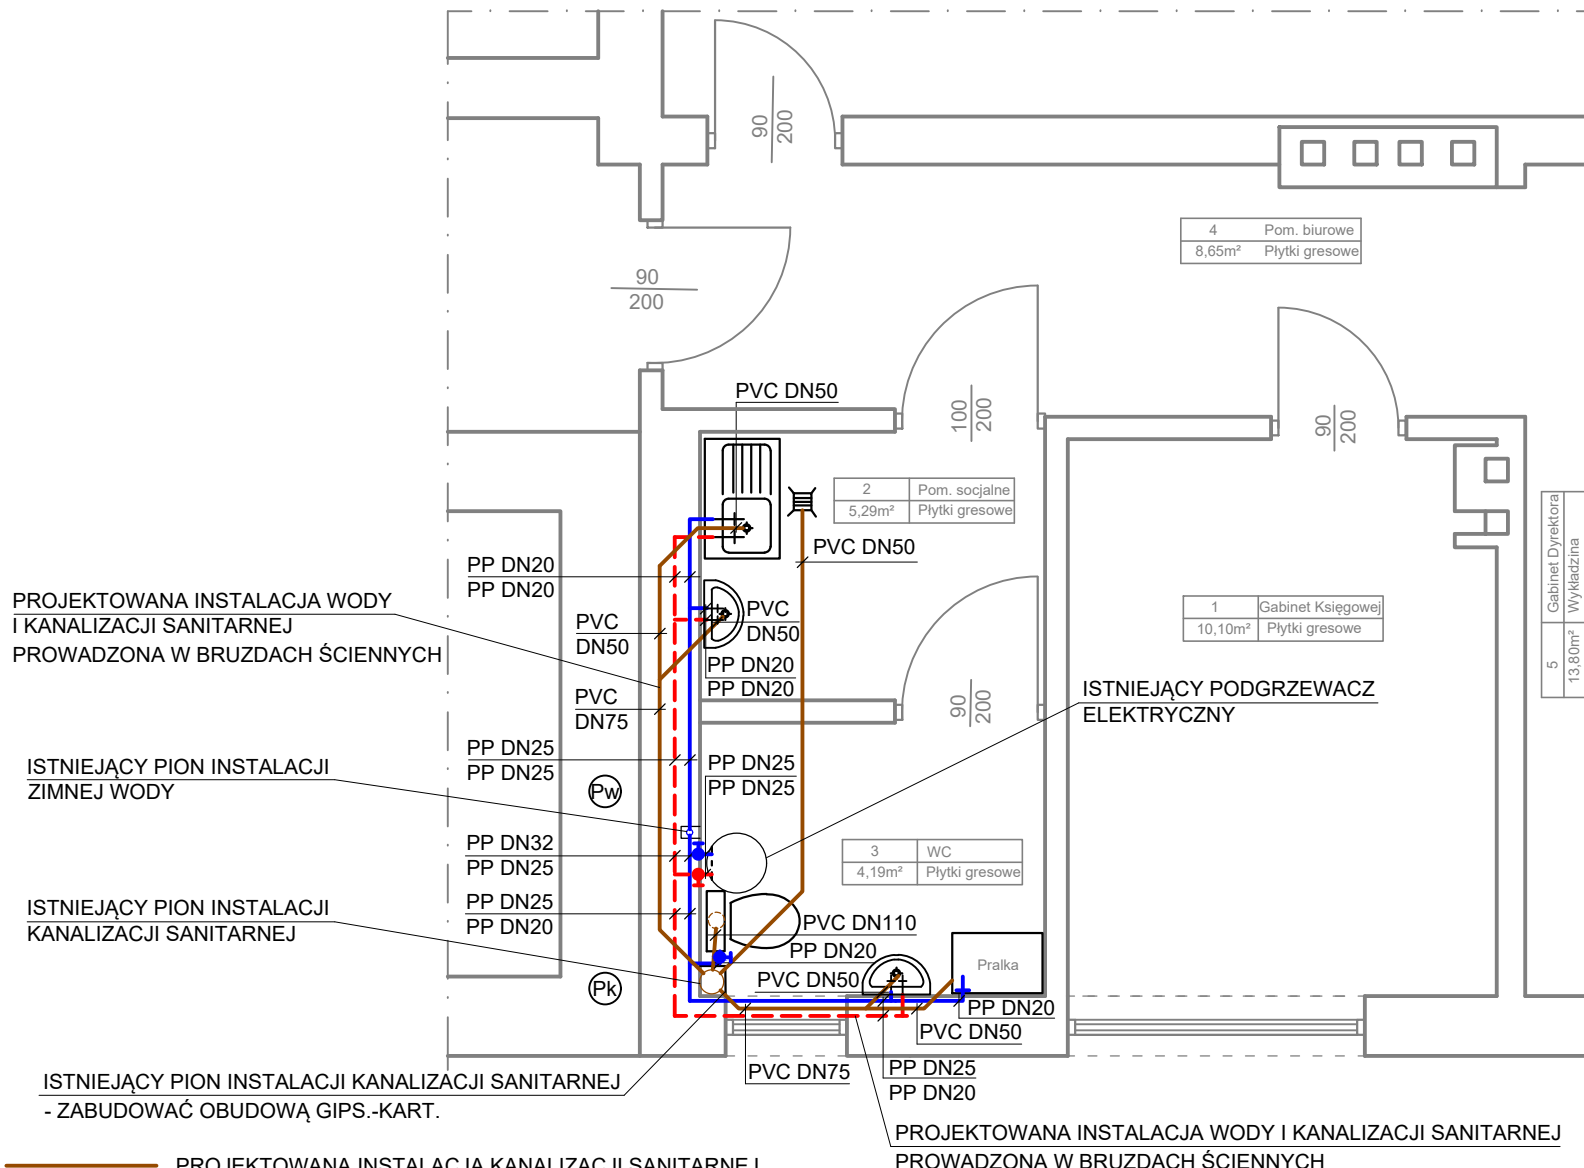 90
200
4 Pom. biurowe
8,65m² Płytki gresowe
90
200
PVC DN50
100
200
90
200
2 Pom. socjalne
5,29m² Płytki gresowe
Gabinet Dyrektora
Wykładzina
5
13,80m²
PVC DN50
PP DN20
PP DN20
PROJEKTOWANA INSTALACJA WODY
I KANALIZACJI SANITARNEJ
PROWADZONA W BRUZDACH ŚCIENNYCH
PVC
DN50
PVC
DN50
1 Gabinet Księgowej
10,10m² Płytki gresowe
PP DN20
PP DN20
PVC
DN75
90
200
ISTNIEJĄCY PODGRZEWACZ
ELEKTRYCZNY
PP DN25
PP DN25
ISTNIEJĄCY PION INSTALACJI
ZIMNEJ WODY
PP DN25
PP DN25
Pw
PP DN32
PP DN25
3 WC
4,19m² Płytki gresowe
ISTNIEJĄCY PION INSTALACJI
KANALIZACJI SANITARNEJ
PP DN25
PP DN20
PVC DN110
PP DN20
PVC DN50
Pralka
Pk
PP DN20
PVC DN50
PVC DN75
PP DN25
PP DN20
ISTNIEJĄCY PION INSTALACJI KANALIZACJI SANITARNEJ
- ZABUDOWAĆ OBUDOWĄ GIPS.-KART.
PROJEKTOWANA INSTALACJA WODY I KANALIZACJI SANITARNEJ
PROWADZONA W BRUZDACH ŚCIENNYCH
PROJEKTOWANA INSTALACJA KANALIZACJI SANITARNEJ